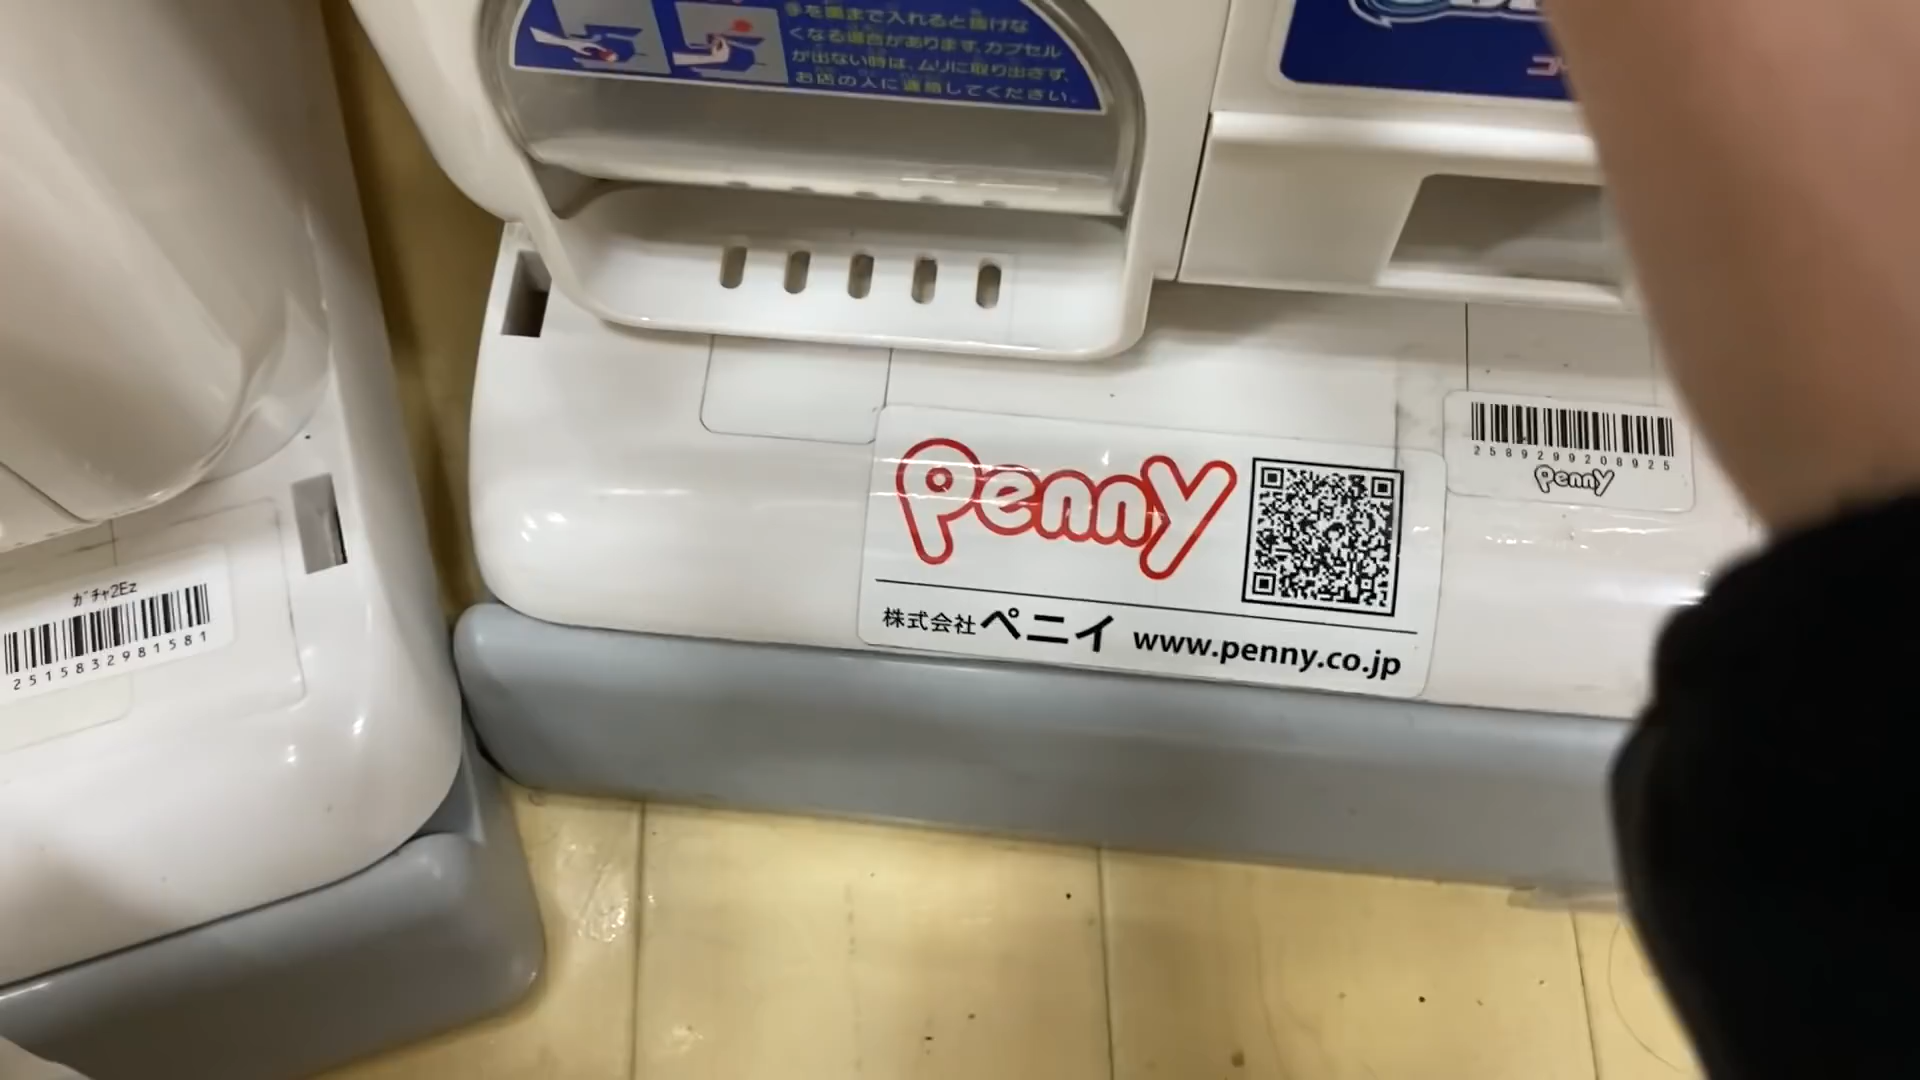 手を奥まで入れると抜けな
くなる場合があります。カプセル
が出ない時は、ムリに取り出さず、
お店の人に連絡してください。
Penny
株式会社ペニイ www.penny.co.jp
2589299208925
Penny
ガチャ2Ez
2515832981581